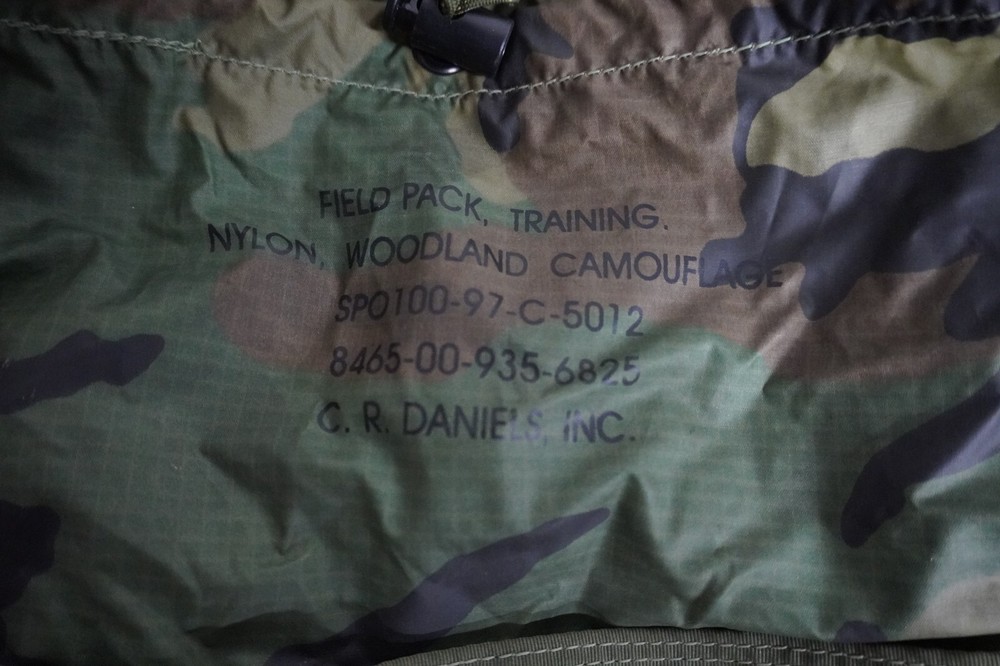 FIELD PACK, TRAINING.
NYLON, WOODLAND CAMOUFLAGE
SPO100-97-C-5012
8465-00-935-6825
C. R. DANIELS, INC.